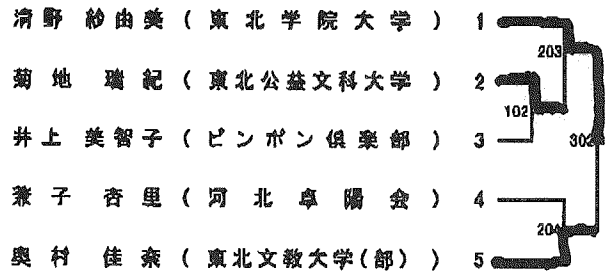 清野 紗由美 ( 東北学院大学 ) 1
203
菊地 瑞紀 ( 東北公益文科大学 ) 2
102
井上 美智子 ( ピンポン倶楽部 ) 3
302
兼子 杏里 ( 河北卓陽会 ) 4
204
奥村 佳奈 ( 東北文教大学(部) ) 5